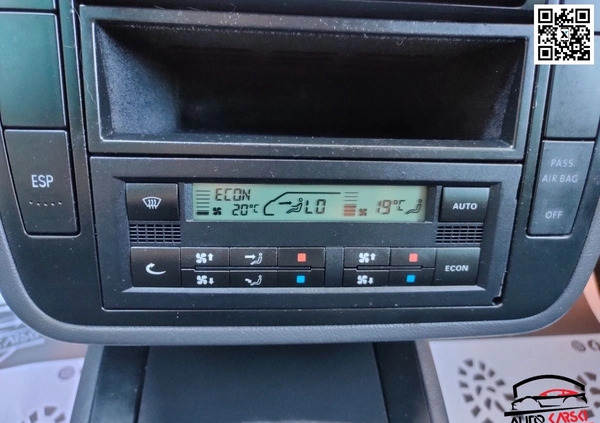 ESP
ECON
20°C
LO
19°C
AUTO
ECON
PASS
AIR BAG
OFF
AUTO CARSKI